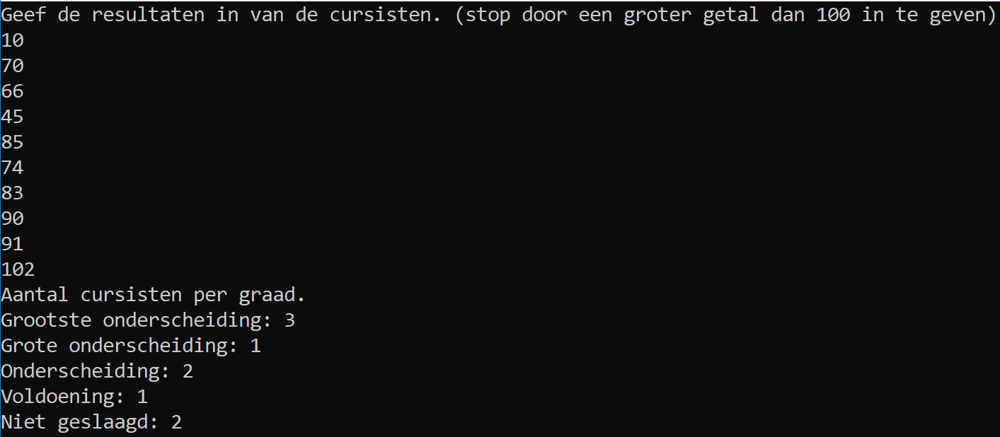 Geef de resultaten in van de cursisten. (stop door een groter getal dan 100 in te geven)
10
70
66
45
85
74
83
90
91
102
Aantal cursisten per graad.
Grootste onderscheiding: 3
Grote onderscheiding: 1
Onderscheiding: 2
Voldoening: 1
Niet geslaagd: 2